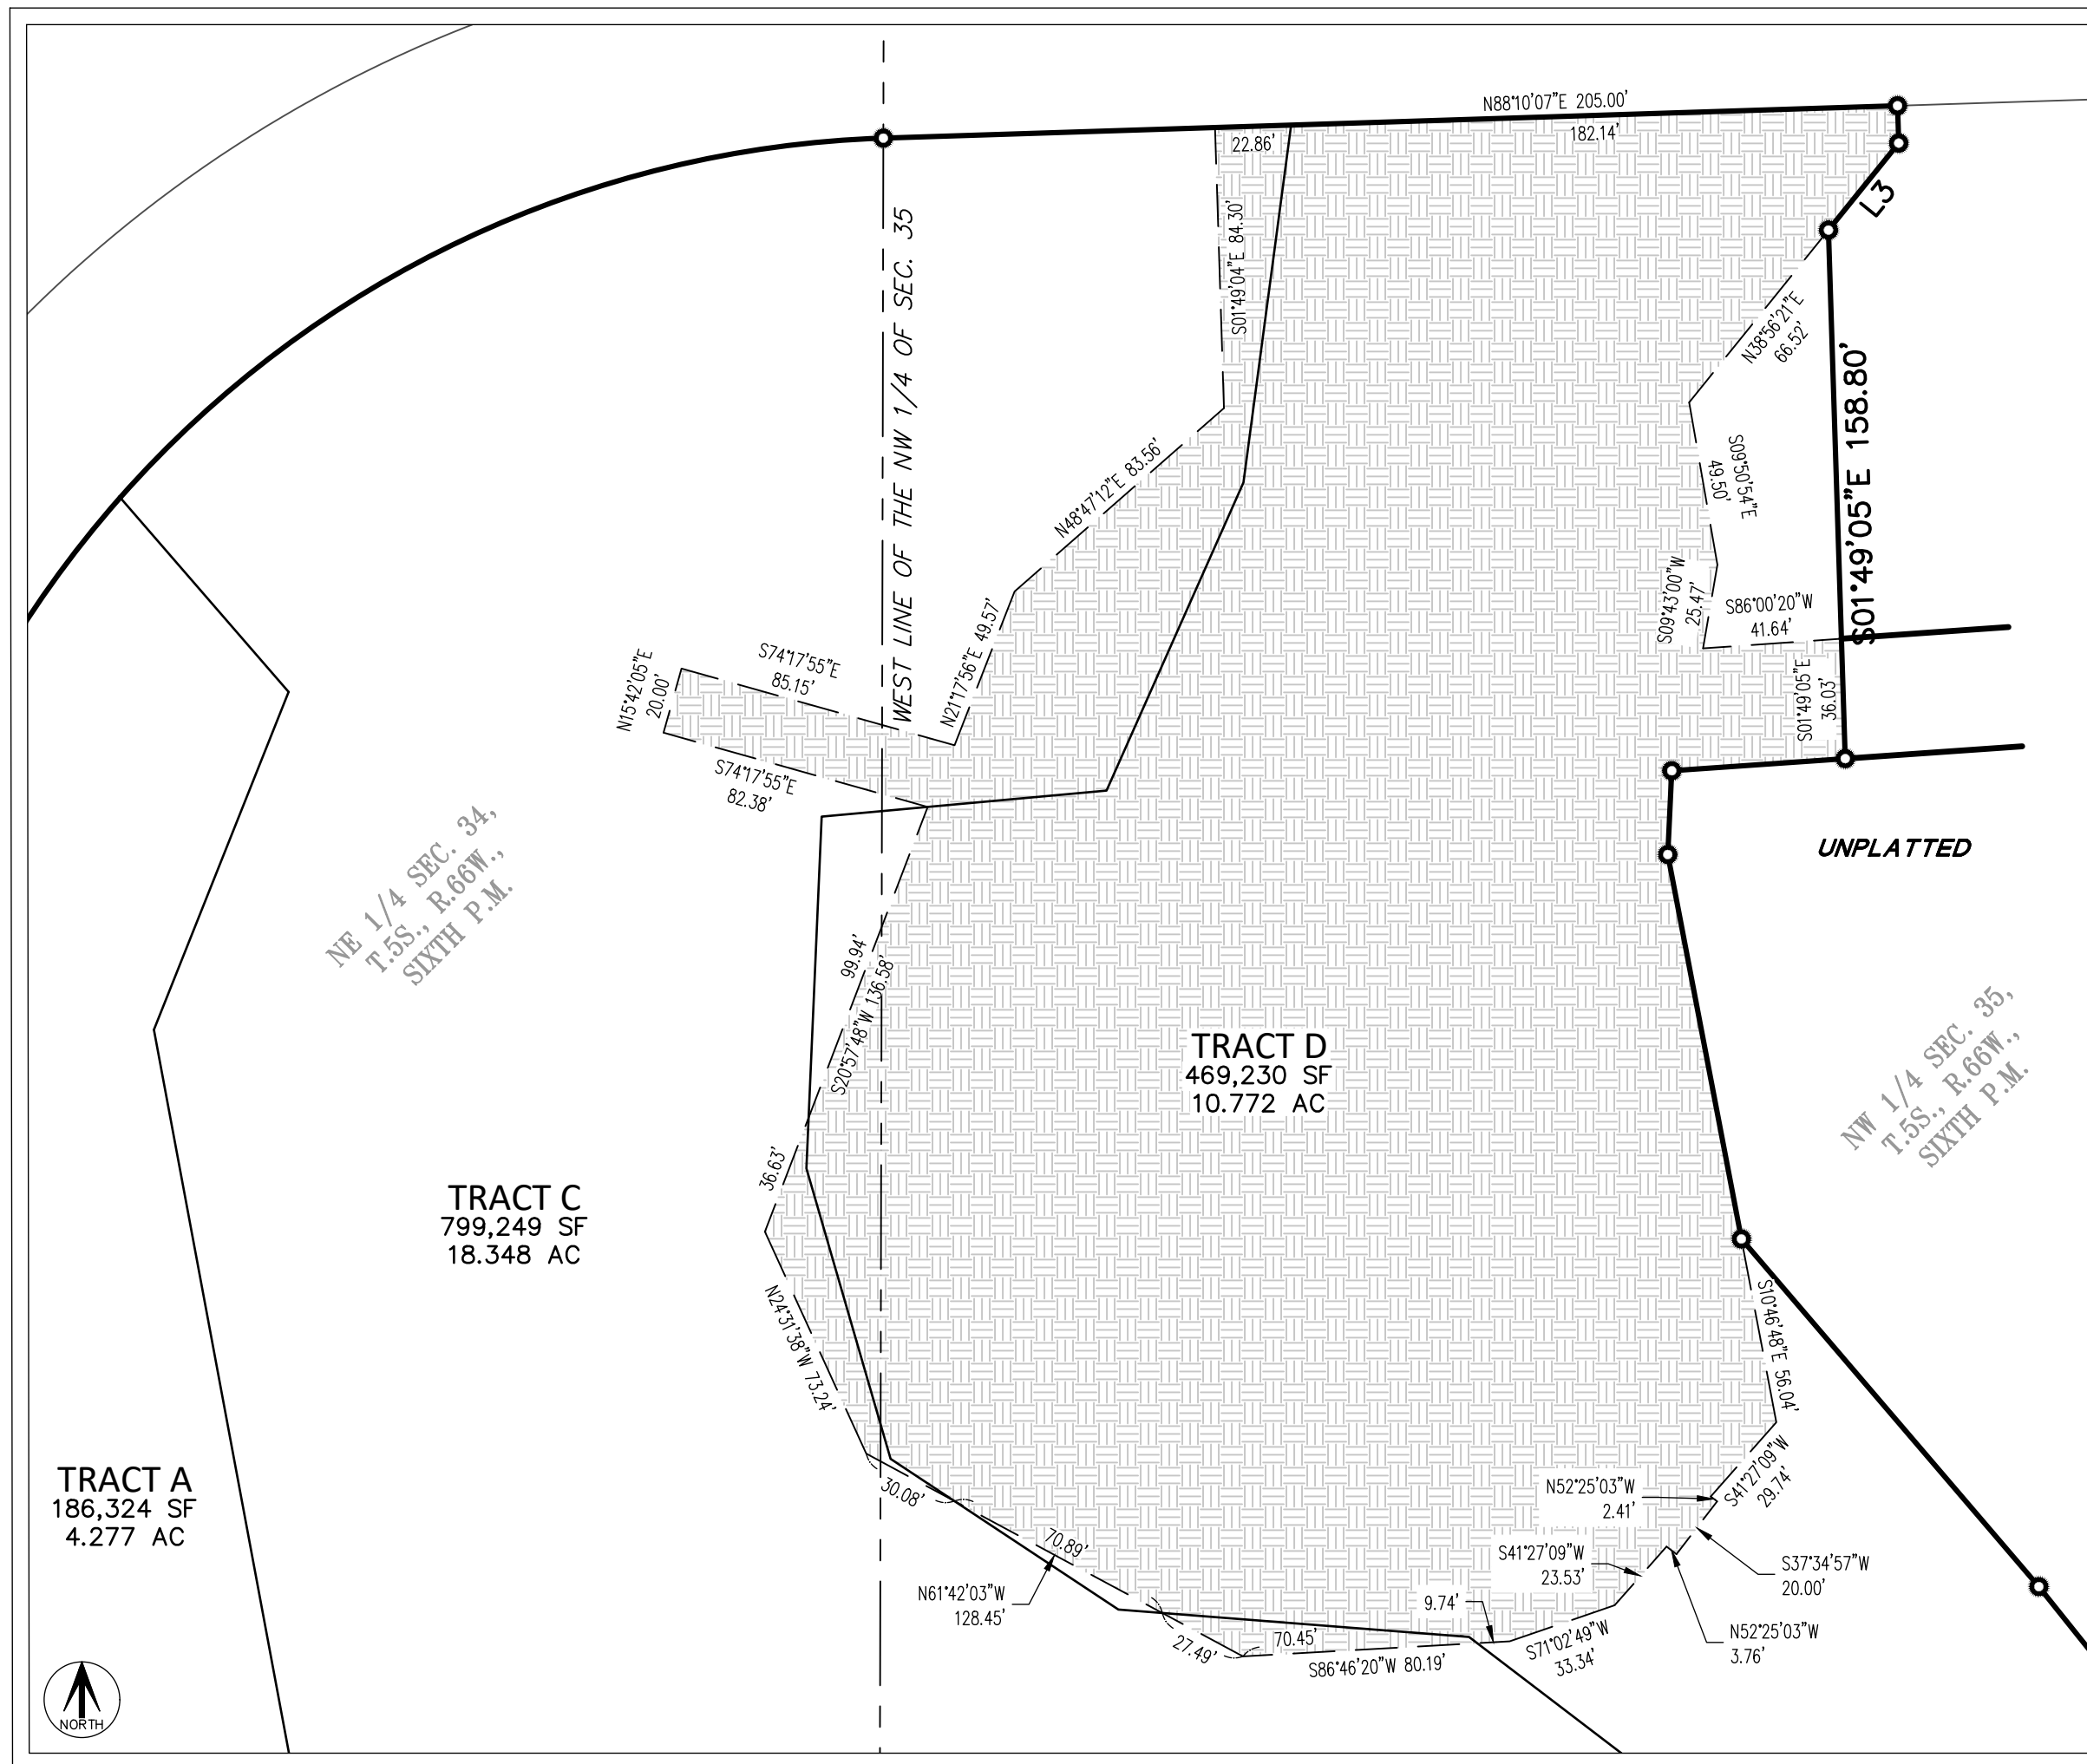 N88°10'07"E 205.00'
182.14'
22.86'
L3
S01°49'04"E 84.30'
WEST LINE OF THE NW 1/4 OF SEC. 35
N38°56'21"E
66.52'
S01°49'05"E 158.80'
S09°50'54"E
49.50'
N48°47'12"E 83.56'
S09°43'00"W
25.47'
S86°00'20"W
41.64'
N21°17'56"E 49.57'
S74°17'55"E
85.15'
N15°42'05"E
20.00'
S01°49'05"E
36.03'
S74°17'55"E
82.38'
UNPLATTED
NE 1/4 SEC. 34,
T.5S., R.66W.,
SIXTH P.M.
99.94'
S20°57'48"W 136.58'
TRACT D
469,230 SF
10.772 AC
NW 1/4 SEC. 35,
T.5S., R.66W.,
SIXTH P.M.
36.63'
TRACT C
799,249 SF
18.348 AC
N24°31'38"W 73.24'
S10°46'48"E 56.04'
TRACT A
186,324 SF
4.277 AC
30.08'
N52°25'03"W
2.41'
S41°27'09"W
29.74'
70.89'
S41°27'09"W
23.53'
S37°34'57"W
20.00'
N61°42'03"W
128.45'
9.74'
27.49'
70.45'
S86°46'20"W 80.19'
S71°02'49"W
33.34'
N52°25'03"W
3.76'
NORTH